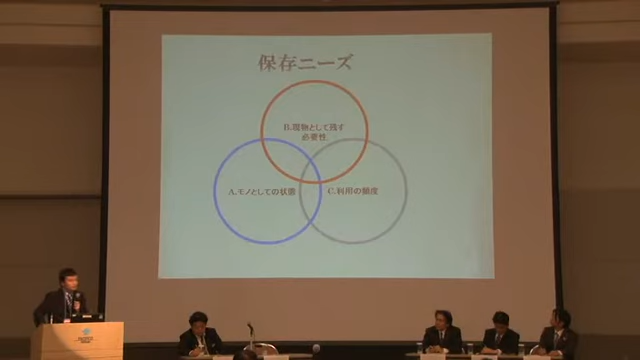 保存ニーズ
B.現物として残す
必要性
A.モノとしての状態
C.利用の頻度